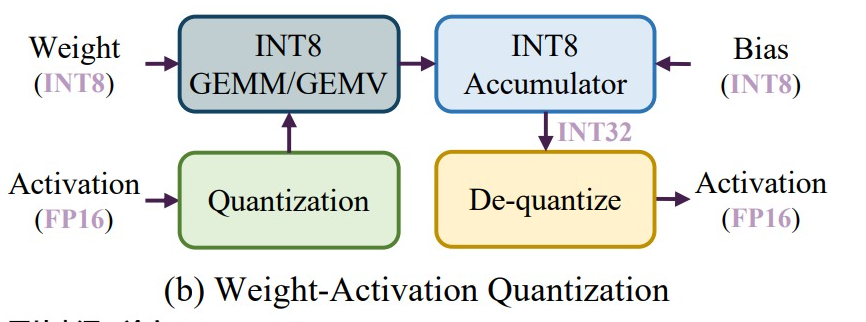 Weight
(INT8)
INT8
GEMM/GEMV
INT8
Accumulator
Bias
(INT8)
INT32
Activation
(FP16)
Quantization
De-quantize
Activation
(FP16)
(b) Weight-Activation Quantization